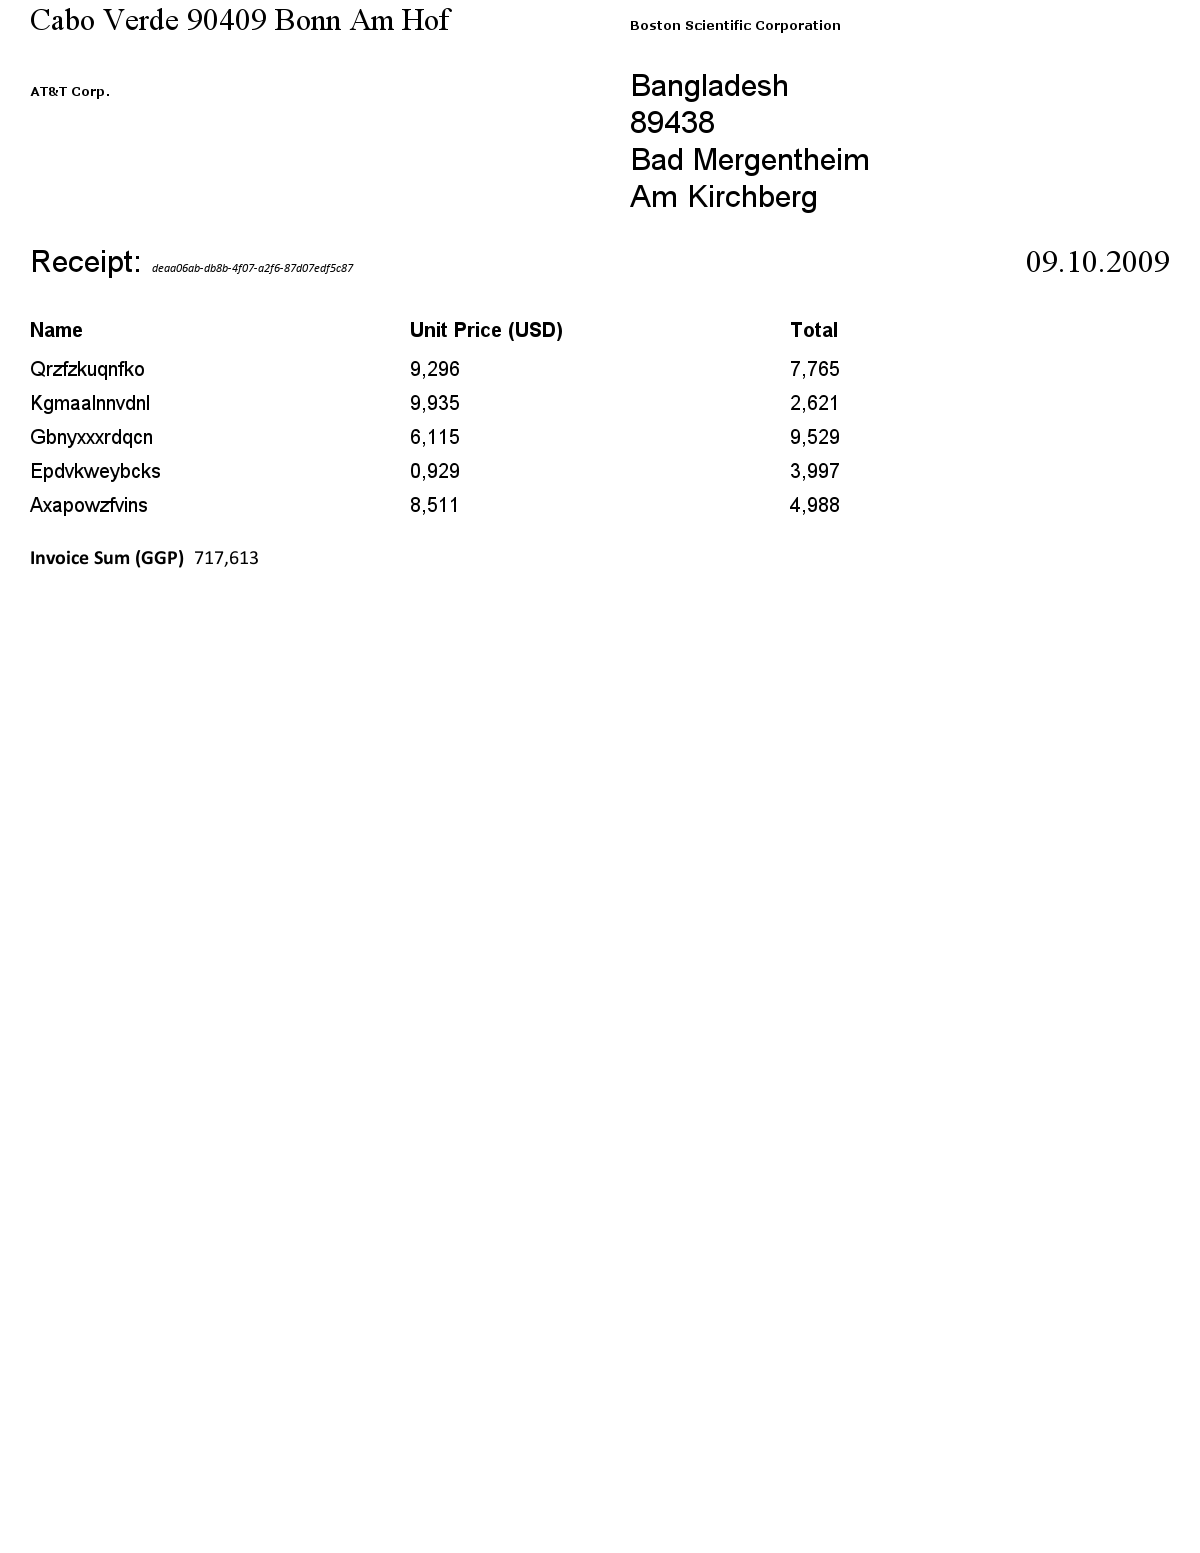 Cabo Verde 90409 Bonn Am Hof
AT&T Corp.
Boston Scientific Corporation
Bangladesh
89438
Bad Mergentheim
Am Kirchberg
Receipt: deaa06ab-db8b-4f07-a2f6-87d07edf5c87 09.10.2009
Name Unit Price (USD) Total
Qrzfzkuqnfko 9,296 7,765
Kgmaalnnvdnl 9,935 2,621
Gbnyxxxrdqcn 6,115 9,529
Epdvkweybcks 0,929 3,997
Axapowzfvins 8,511 4,988
Invoice Sum (GGP) 717,613